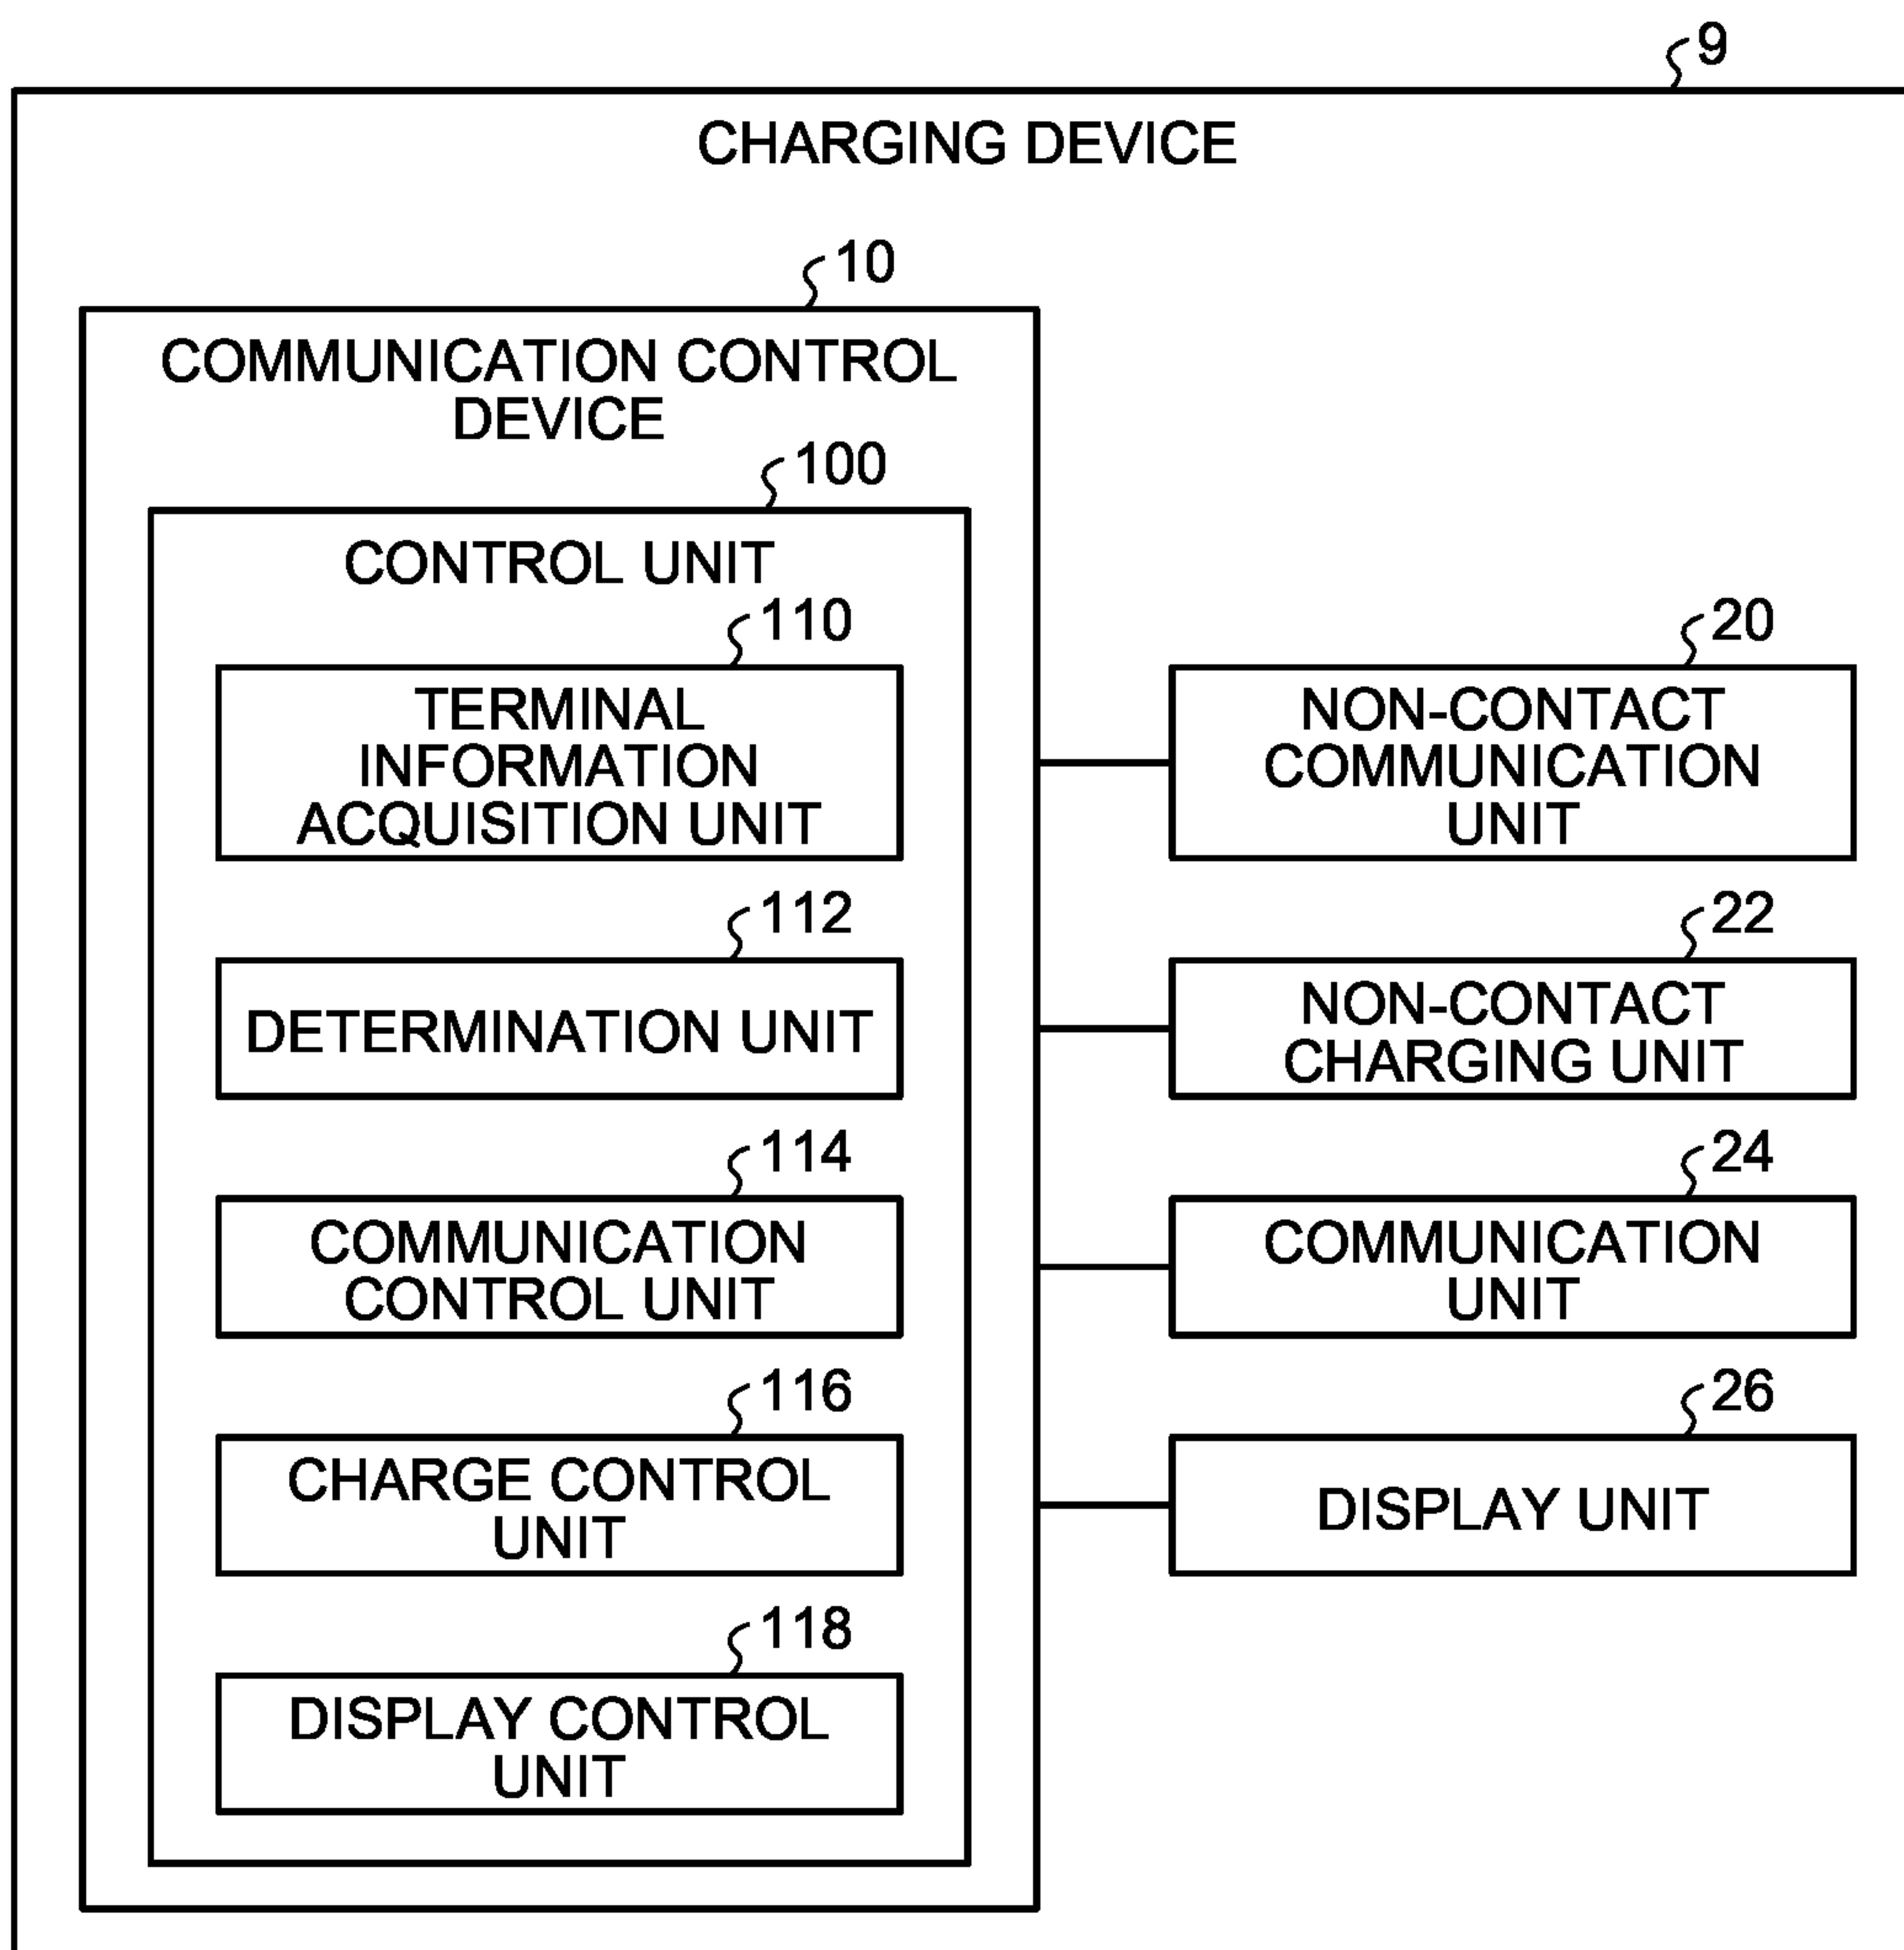 9
CHARGING DEVICE
10
COMMUNICATION CONTROL
DEVICE
100
CONTROL UNIT
110
TERMINAL
INFORMATION
ACQUISITION UNIT
112
DETERMINATION UNIT
114
COMMUNICATION
CONTROL UNIT
116
CHARGE CONTROL
UNIT
118
DISPLAY CONTROL
UNIT
20
NON-CONTACT
COMMUNICATION
UNIT
22
NON-CONTACT
CHARGING UNIT
24
COMMUNICATION
UNIT
26
DISPLAY UNIT